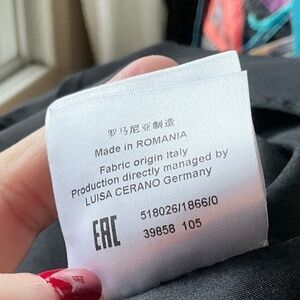 罗马尼亚制造
Made in ROMANIA
Fabric origin Italy
Production directly managed by
LUISA CERANO Germany
EAC
518026/1866/0
39858 105